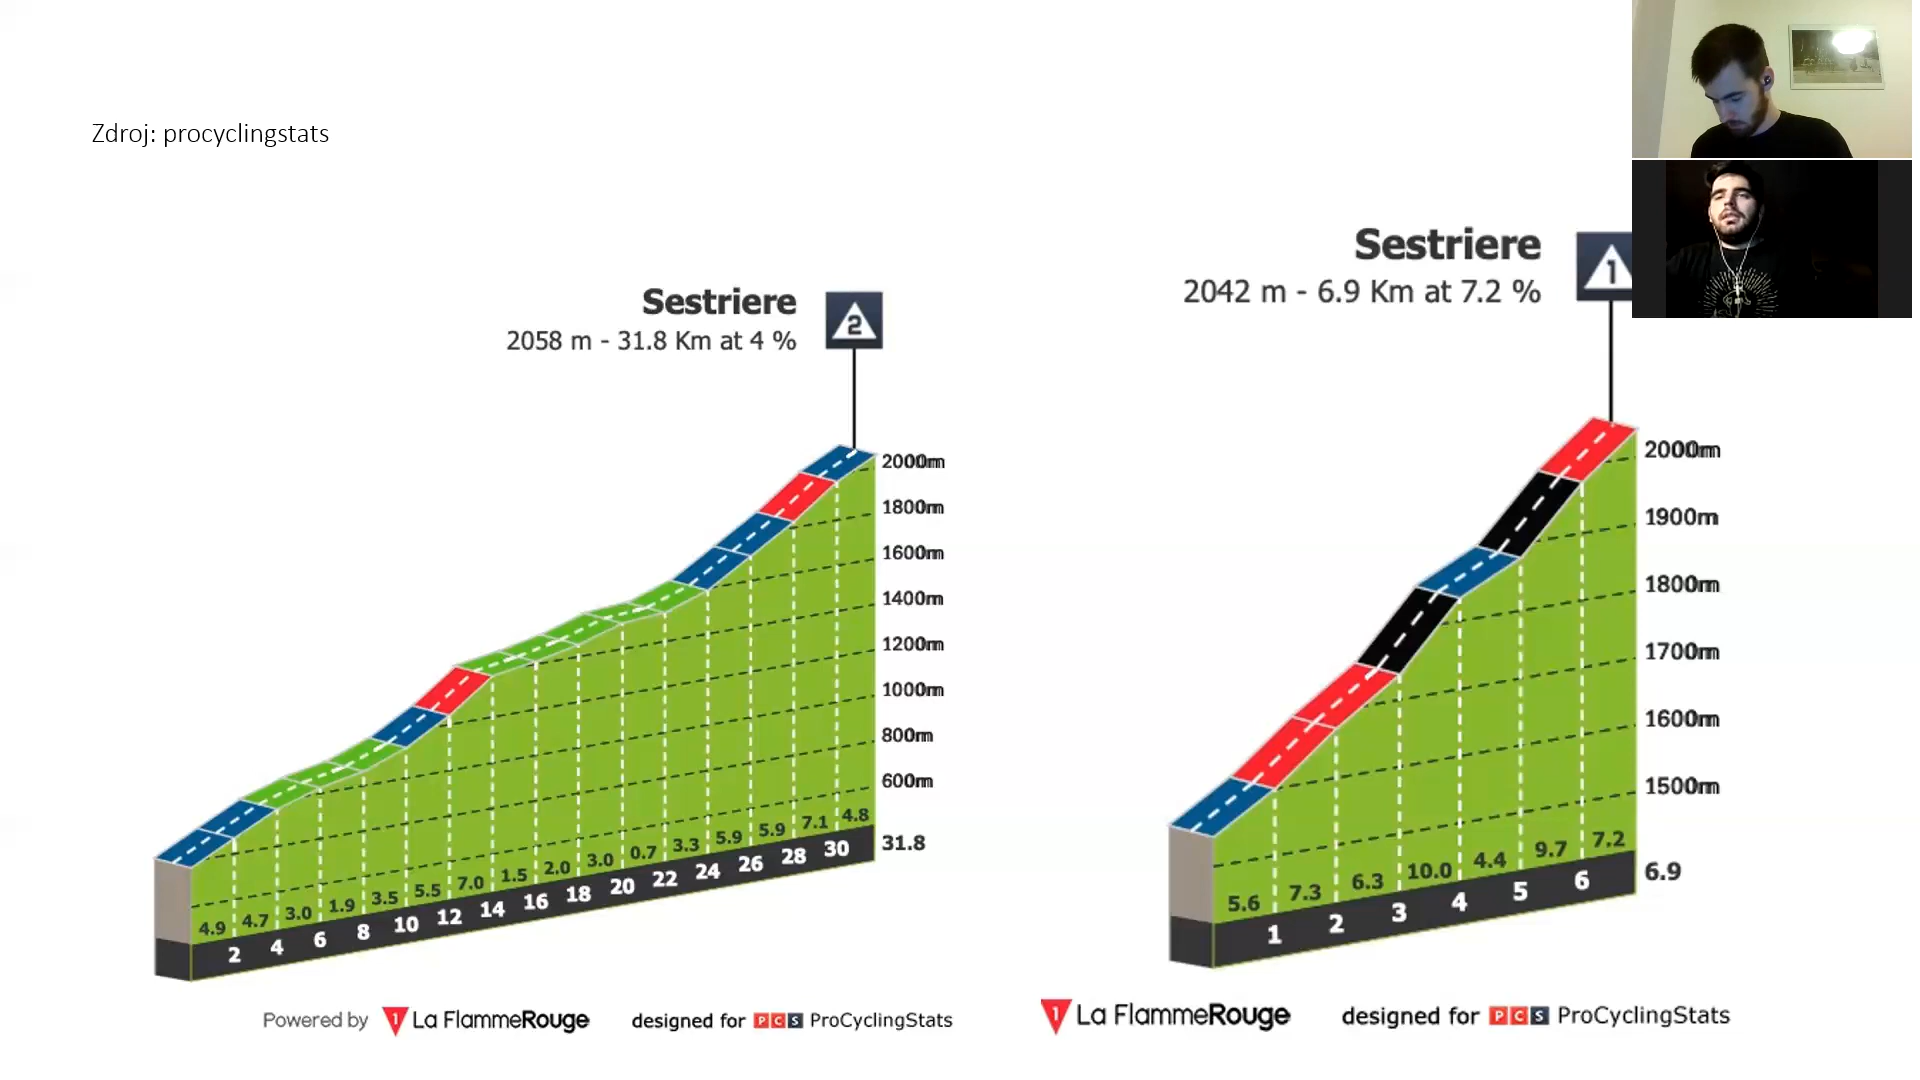 Zdroj: procyclingstats
Sestriere
2058 m - 31.8 Km at 4 %
2
2000m
1800m
1600m
1400m
1200m
1000m
800m
600m
31.8
4.9 4.7 3.0 1.9 3.5 5.5 7.0 1.5 2.0 3.0 0.7 3.3 5.9 5.9 7.1 4.8
2 4 6 8 10 12 14 16 18 20 22 24 26 28 30
Powered by 1 La FlammeRouge designed for PCS ProCyclingStats
Sestriere
2042 m - 6.9 Km at 7.2 %
1
2000m
1900m
1800m
1700m
1600m
1500m
6.9
5.6 7.3 6.3 10.0 4.4 9.7 7.2
1 2 3 4 5 6
1 La FlammeRouge designed for PCS ProCyclingStats